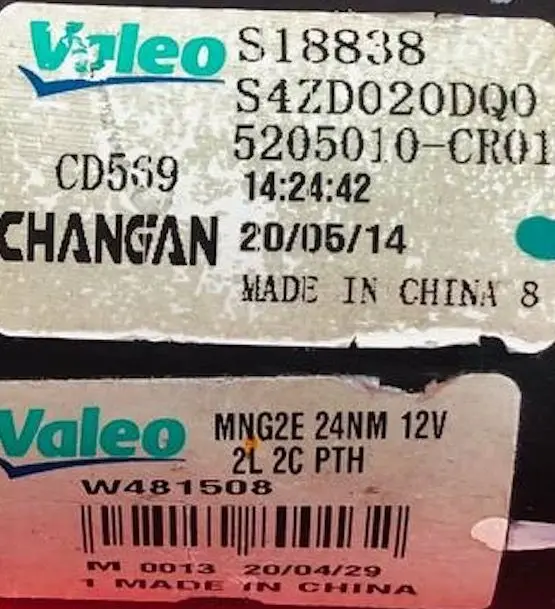 Valeo S18838
S4ZD020DQ0
5205010-CR01
CD569 14:24:42
CHANGAN 20/05/14
MADE IN CHINA 8
Valeo MNG2E 24NM 12V
2L 2C PTH
W481508
M 0013 20/04/29
1 MADE IN CHINA